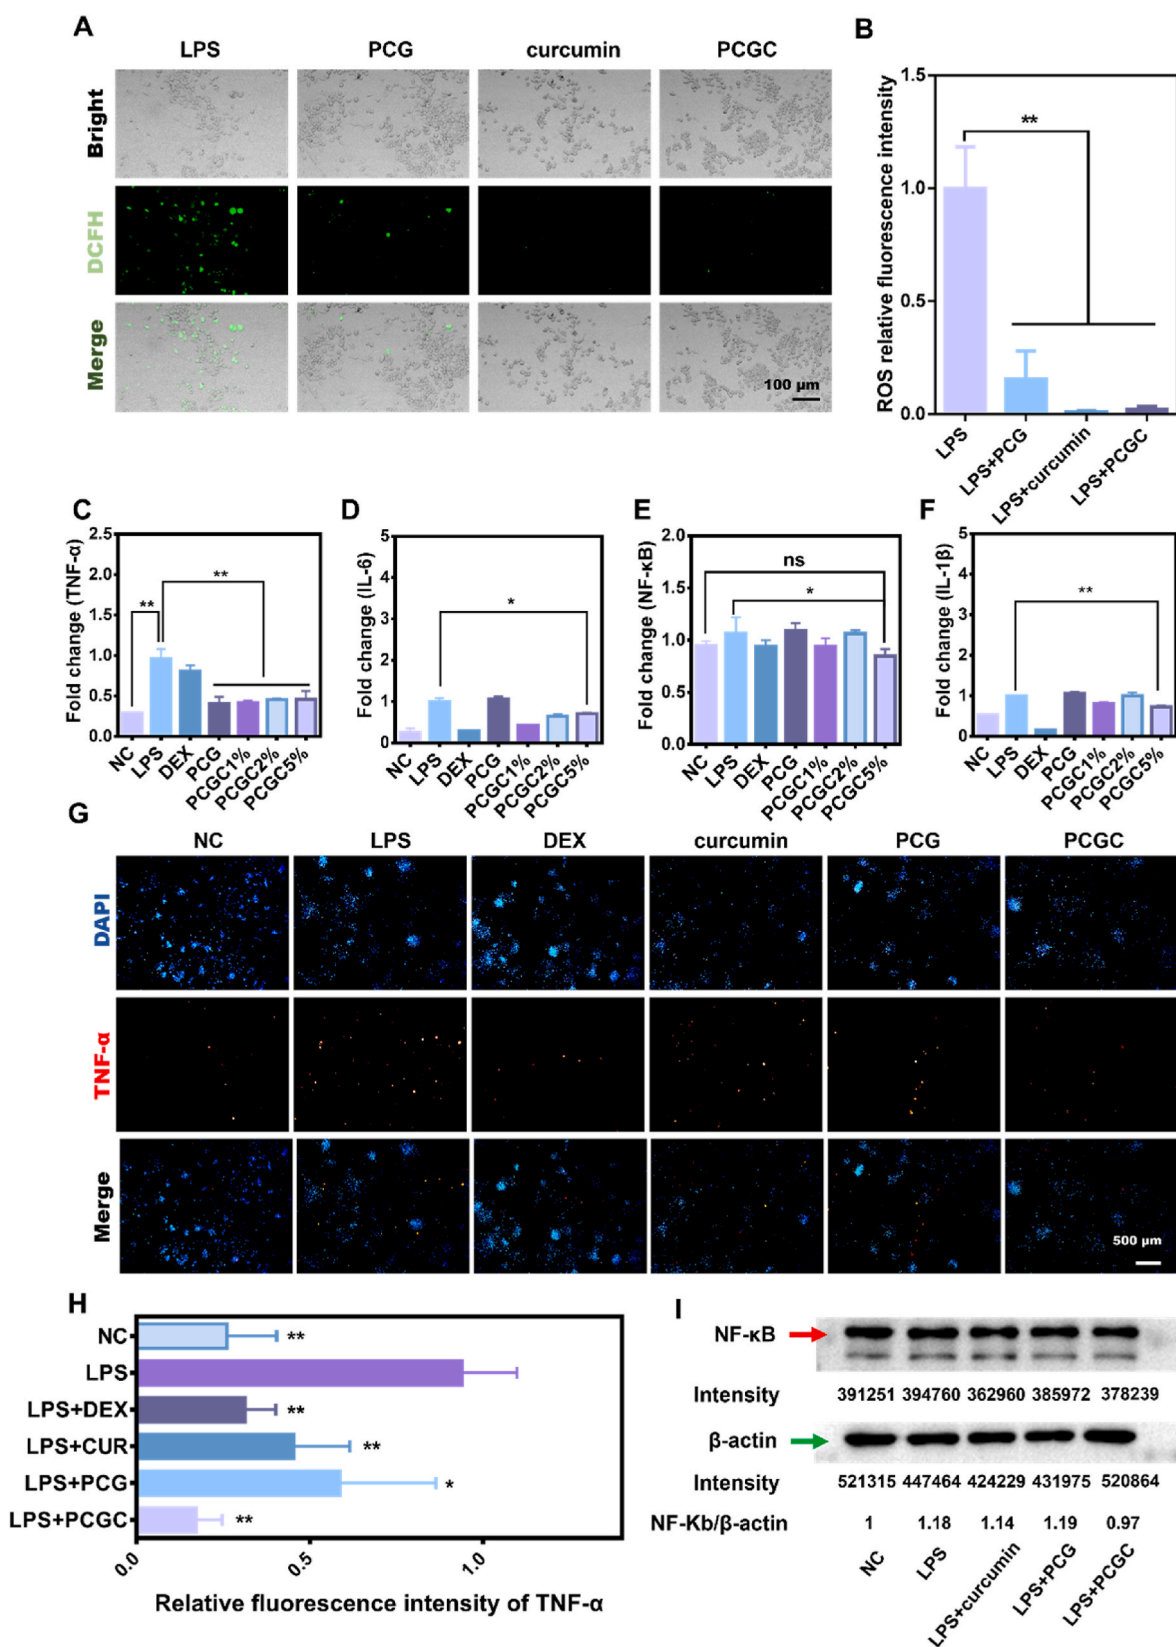 A
LPS PCG curcumin PCGC
Bright
DCFH
Merge
100 μm
B
ROS relative fluorescence intensity
1.5
1.0
0.5
0.0
**
LPS
LPS+PCG
LPS+curcumin
LPS+PCGC
C
Fold change (TNF-α)
2.5
2.0
1.5
1.0
0.5
0.0
**
**
NC
LPS
DEX
PCG
PCGC1%
PCGC2%
PCGC5%
D
Fold change (IL-6)
5
4
3
2
1
0
*
NC
LPS
DEX
PCG
PCGC1%
PCGC2%
PCGC5%
E
Fold change (NF-κB)
2.0
1.5
1.0
0.5
0.0
ns
*
NC
LPS
DEX
PCG
PCGC1%
PCGC2%
PCGC5%
F
Fold change (IL-1β)
5
4
3
2
1
0
**
NC
LPS
DEX
PCG
PCGC1%
PCGC2%
PCGC5%
G
NC LPS DEX curcumin PCG PCGC
DAPI
TNF-α
Merge
500 μm
H
NC **
LPS
LPS+DEX **
LPS+CUR **
LPS+PCG *
LPS+PCGC **
0.0 0.5 1.0
Relative fluorescence intensity of TNF-α
I
NF-κB
Intensity 391251 394760 362960 385972 378239
β-actin
Intensity 521315 447464 424229 431975 520864
NF-Kb/β-actin 1 1.18 1.14 1.19 0.97
NC
LPS
LPS+curcumin
LPS+PCG
LPS+PCGC